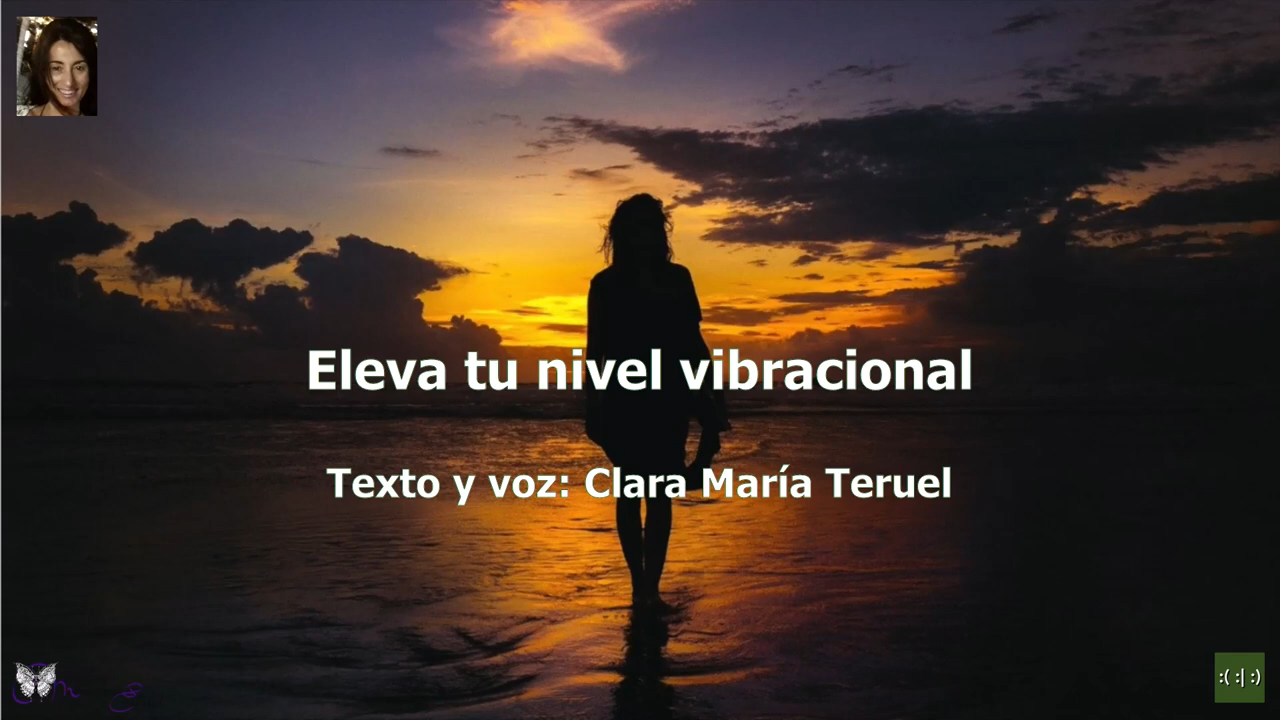 Eleva tu nivel vibracional
Texto y voz: Clara María Teruel
:( :| :)